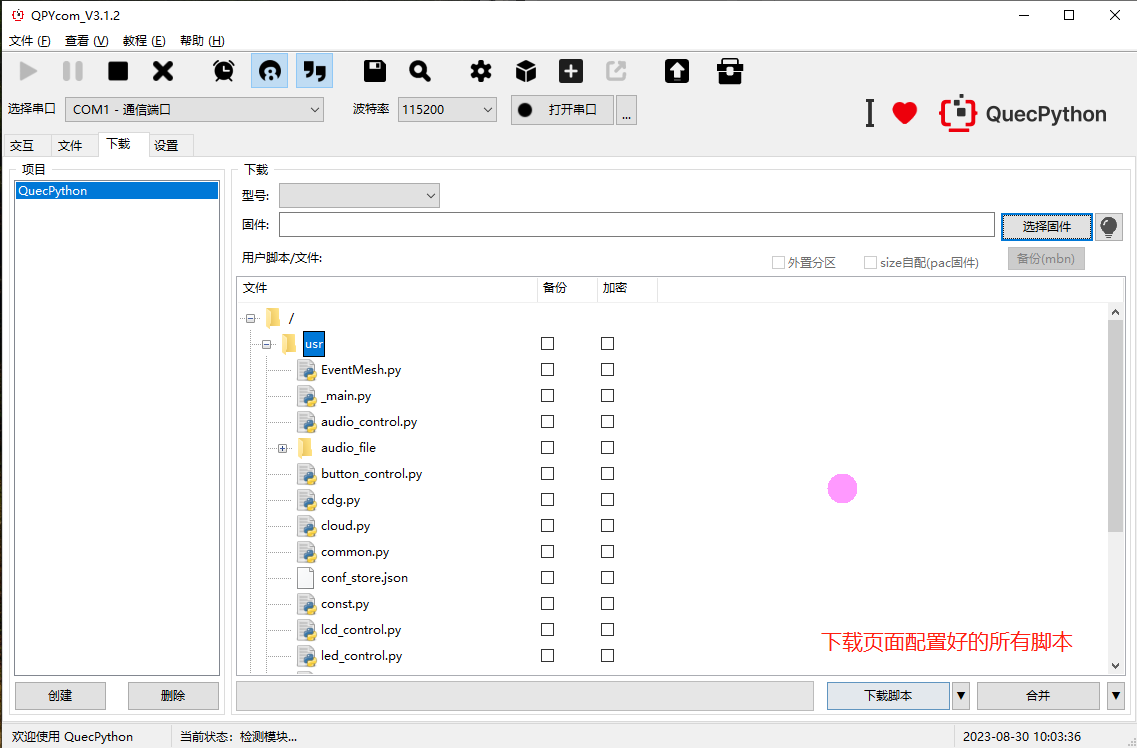 QPYcom_V3.1.2
文件 (F) 查看 (V) 教程 (E) 帮助 (H)
选择串口 COM1 - 通信端口 波特率 115200 打开串口 ...
QuecPython
交互 文件 下载 设置
项目
QuecPython
下载
型号:
固件: 选择固件
用户脚本/文件: 外置分区 size自配(pac固件) 备份(mbn)
文件 备份 加密
/
usr
EventMesh.py
_main.py
audio_control.py
audio_file
button_control.py
cdg.py
cloud.py
common.py
conf_store.json
const.py
lcd_control.py
led_control.py
下载页面配置好的所有脚本
创建 删除 下载脚本 合并
欢迎使用 QuecPython 当前状态: 检测模块... 2023-08-30 10:03:36